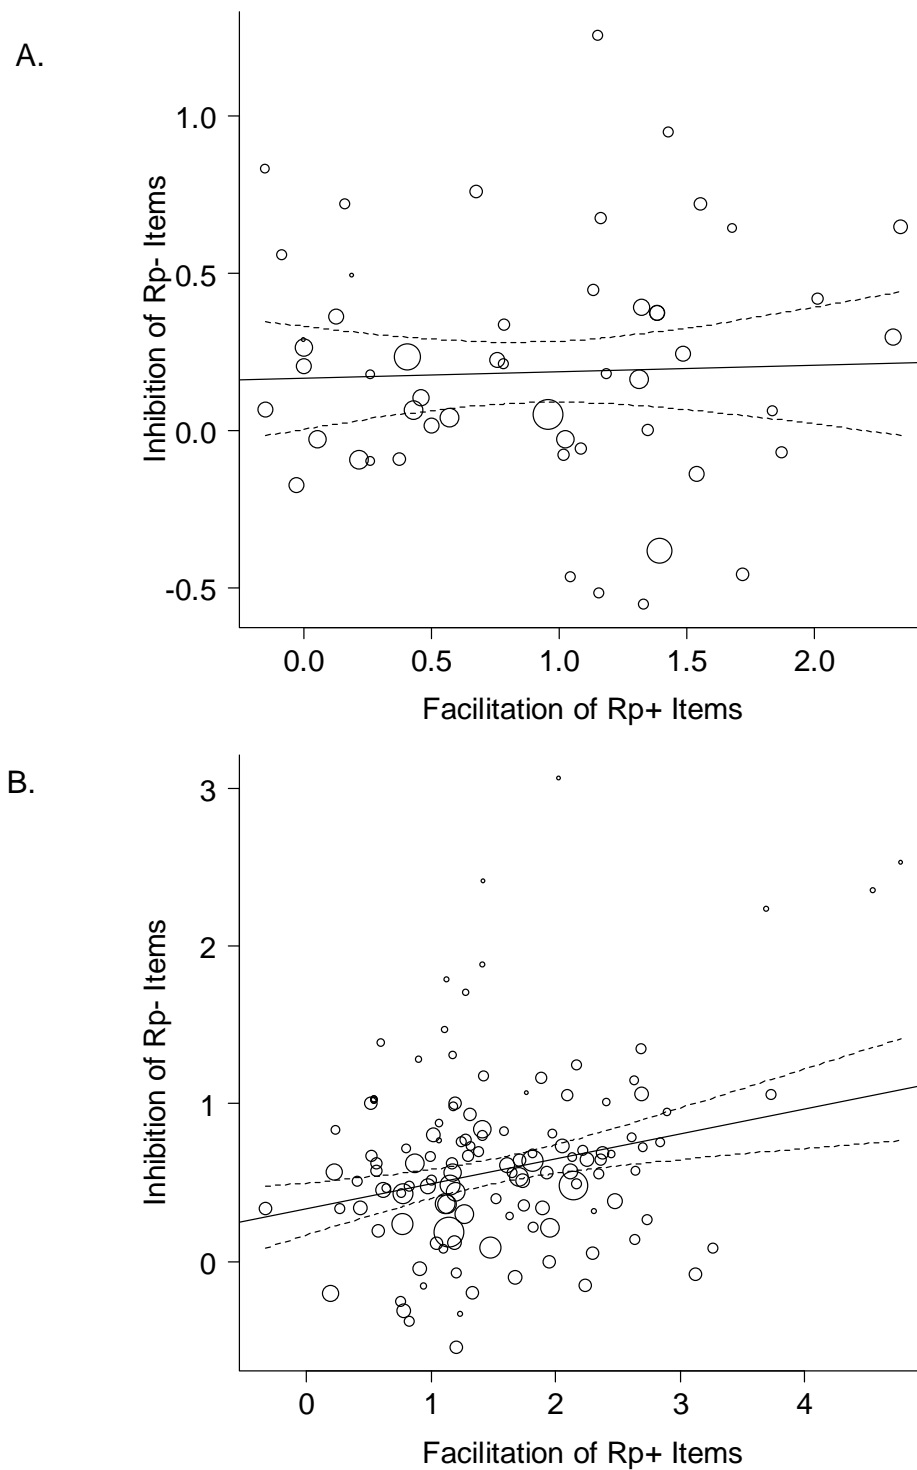 A.
1.0
0.5
0.0
-0.5
Inhibition of Rp- Items
0.0 0.5 1.0 1.5 2.0
Facilitation of Rp+ Items
B.
3
2
1
0
Inhibition of Rp- Items
0 1 2 3 4
Facilitation of Rp+ Items